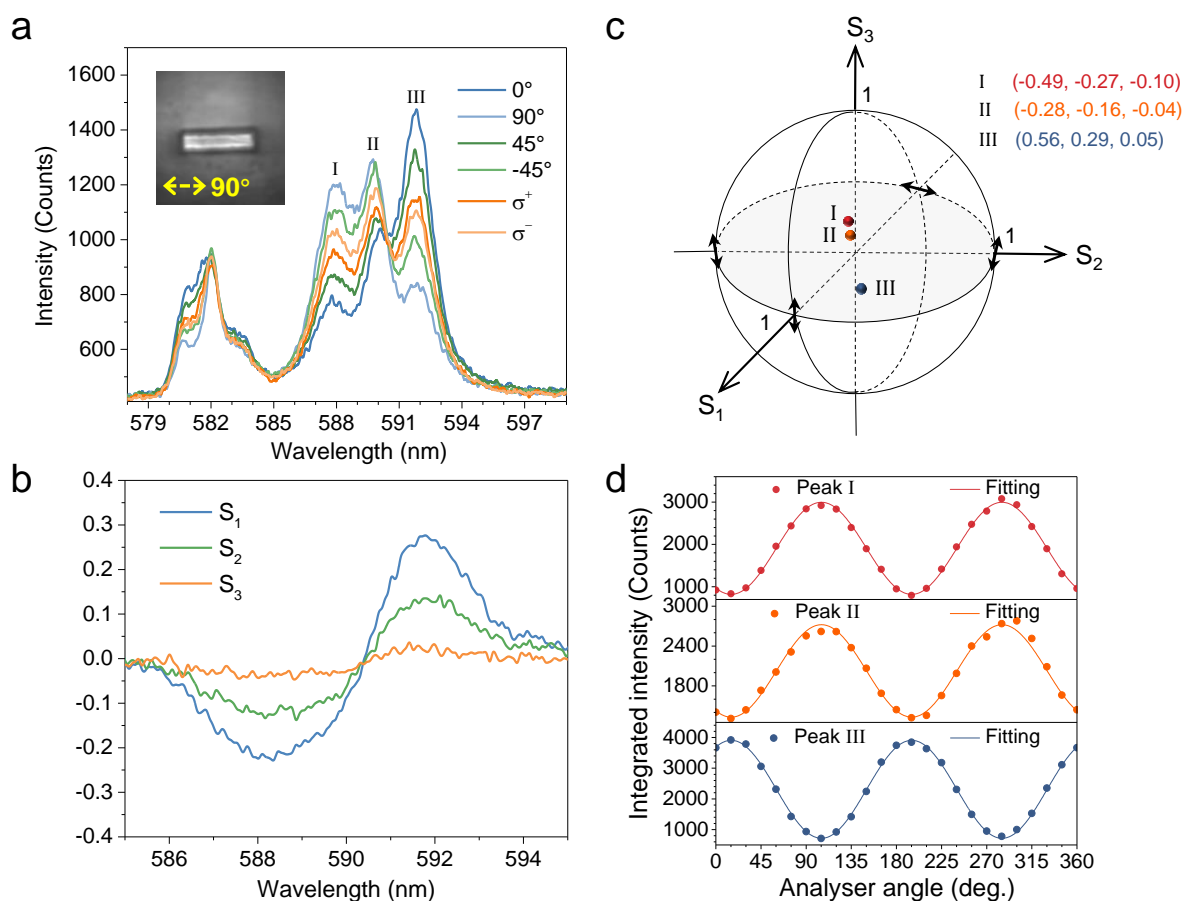 a
Intensity (Counts)
1600
1400
1200
1000
800
600
90°
I
II
III
0°
90°
45°
-45°
σ⁺
σ⁻
579 582 585 588 591 594 597
Wavelength (nm)
b
0.4
0.3
0.2
0.1
0.0
-0.1
-0.2
-0.3
-0.4
S₁
S₂
S₃
586 588 590 592 594
Wavelength (nm)
c
S₃
1
I (-0.49, -0.27, -0.10)
II (-0.28, -0.16, -0.04)
III (0.56, 0.29, 0.05)
I
II
III
1
S₂
1
S₁
d
Integrated intensity (Counts)
Peak I Fitting
3000
2000
1000
Peak II Fitting
3000
2400
1800
Peak III Fitting
4000
3000
2000
1000
0 45 90 135 180 225 270 315 360
Analyser angle (deg.)